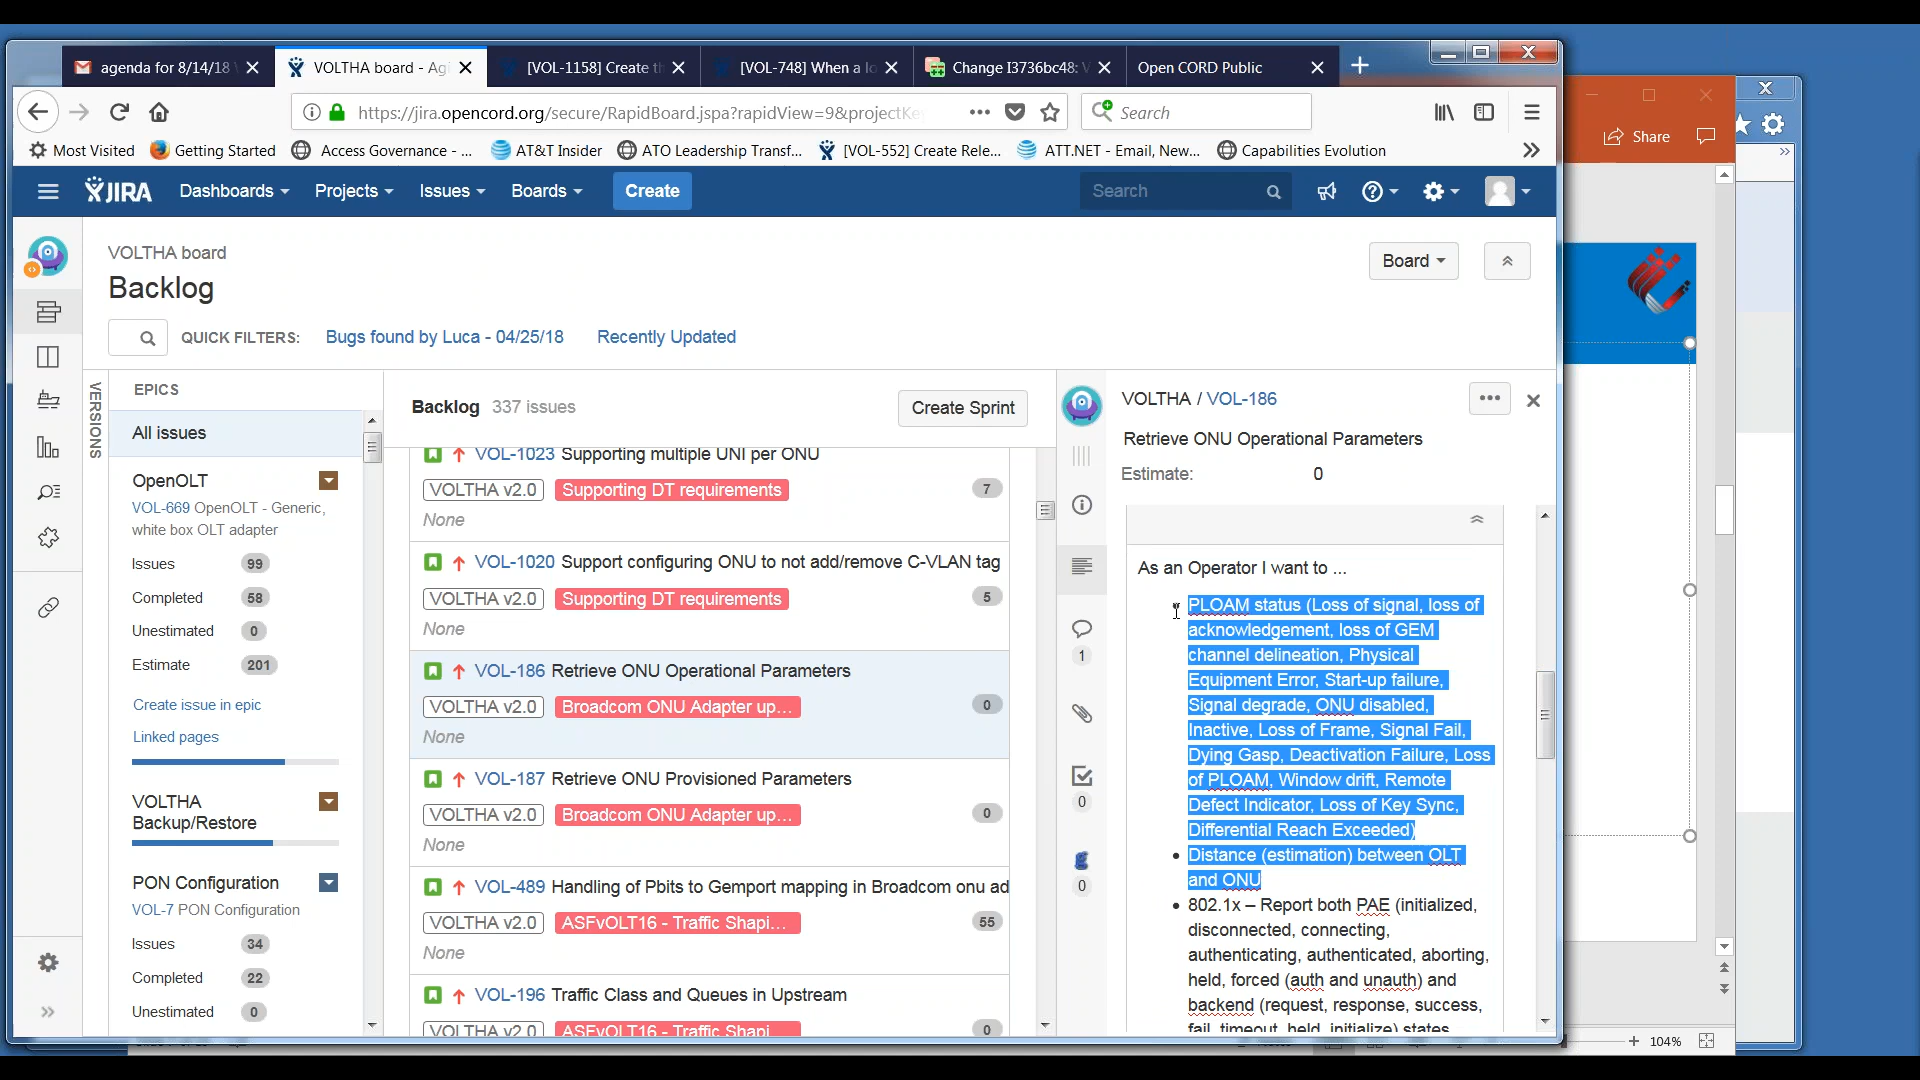 agenda for 8/14/18
VOLTHA board - Agi
[VOL-1158] Create th
[VOL-748] When a lo
Change I3736bc48: V
Open CORD Public
https://jira.opencord.org/secure/RapidBoard.jspa?rapidView=9&projectKe
Search
Most Visited
Getting Started
Access Governance - ...
AT&T Insider
ATO Leadership Transf...
[VOL-552] Create Rele...
ATT.NET - Email, New...
Capabilities Evolution
Share
JIRA
Dashboards
Projects
Issues
Boards
Create
Search
VOLTHA board
Backlog
Board
QUICK FILTERS:
Bugs found by Luca - 04/25/18
Recently Updated
VERSIONS
EPICS
All issues
OpenOLT
VOL-669 OpenOLT - Generic,
white box OLT adapter
Issues 99
Completed 58
Unestimated 0
Estimate 201
Create issue in epic
Linked pages
VOLTHA
Backup/Restore
PON Configuration
VOL-7 PON Configuration
Issues 34
Completed 22
Unestimated 0
Backlog 337 issues
Create Sprint
VOL-1023 Supporting multiple UNI per ONU
VOLTHA v2.0 Supporting DT requirements 7
None
VOL-1020 Support configuring ONU to not add/remove C-VLAN tag
VOLTHA v2.0 Supporting DT requirements 5
None
VOL-186 Retrieve ONU Operational Parameters
VOLTHA v2.0 Broadcom ONU Adapter up... 0
None
VOL-187 Retrieve ONU Provisioned Parameters
VOLTHA v2.0 Broadcom ONU Adapter up... 0
None
VOL-489 Handling of Pbits to Gemport mapping in Broadcom onu ad
VOLTHA v2.0 ASFvOLT16 - Traffic Shapi... 55
None
VOL-196 Traffic Class and Queues in Upstream
VOLTHA v2.0 ASFvOLT16 - Traffic Shapi 0
1
0
0
VOLTHA / VOL-186
Retrieve ONU Operational Parameters
Estimate: 0
As an Operator I want to ...
PLOAM status (Loss of signal, loss of
acknowledgement, loss of GEM
channel delineation, Physical
Equipment Error, Start-up failure,
Signal degrade, ONU disabled,
Inactive, Loss of Frame, Signal Fail,
Dying Gasp, Deactivation Failure, Loss
of PLOAM, Window drift, Remote
Defect Indicator, Loss of Key Sync,
Differential Reach Exceeded)
• Distance (estimation) between OLT
and ONU
• 802.1x – Report both PAE (initialized,
disconnected, connecting,
authenticating, authenticated, aborting,
held, forced (auth and unauth) and
backend (request, response, success,
fail, timeout, held, initialize) states
104%